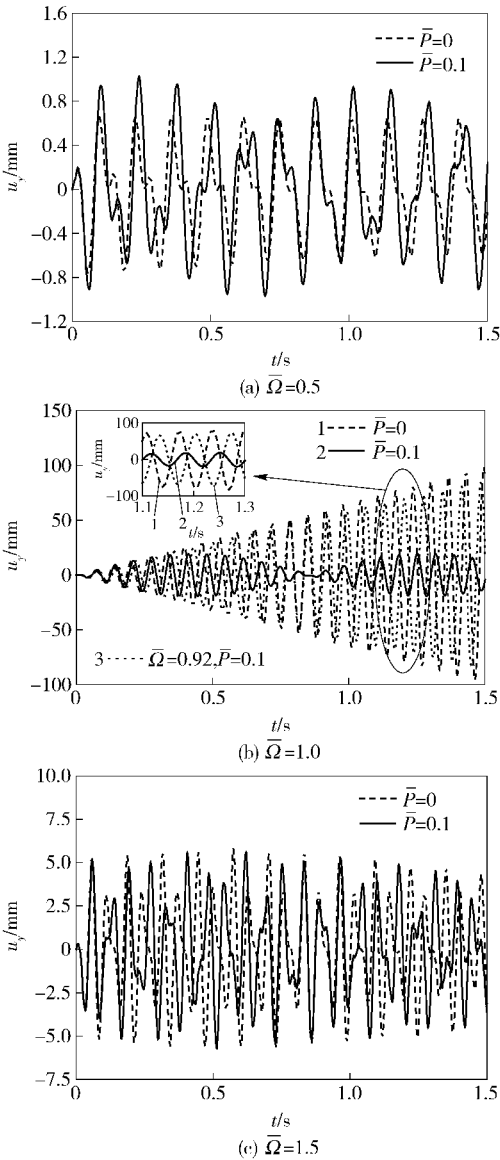 1.6
1.2
0.8
0.4
0
-0.4
-0.8
-1.2
u_y/mm
P̄=0
P̄=0.1
0 0.5 1.0 1.5
t/s
(a) Ω̄=0.5
150
100
50
0
-50
-100
u_y/mm
100
0
-100
u_y/mm
1.1 1.2 1.3
1 2 3
t/s
1 P̄=0
2 P̄=0.1
3 Ω̄=0.92,P̄=0.1
0 0.5 1.0 1.5
t/s
(b) Ω̄=1.0
10.0
7.5
5.0
2.5
0
-2.5
-5.0
-7.5
u_y/mm
P̄=0
P̄=0.1
0 0.5 1.0 1.5
t/s
(c) Ω̄=1.5